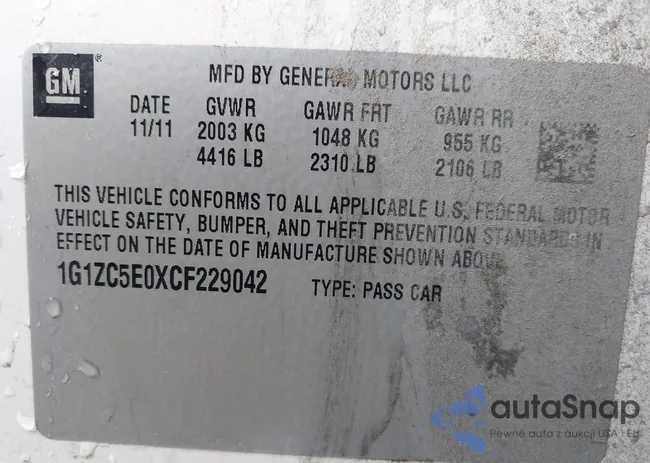 GM ® MFD BY GENERAL MOTORS LLC
DATE GVWR GAWR FRT GAWR RR
11/11 2003 KG 1048 KG 955 KG
4416 LB 2310 LB 2106 LB
THIS VEHICLE CONFORMS TO ALL APPLICABLE U.S. FEDERAL MOTOR
VEHICLE SAFETY, BUMPER, AND THEFT PREVENTION STANDARDS IN
EFFECT ON THE DATE OF MANUFACTURE SHOWN ABOVE
1G1ZC5E0XCF229042 TYPE: PASS CAR
autaSnap
Pewne auta z aukcji USA i EU